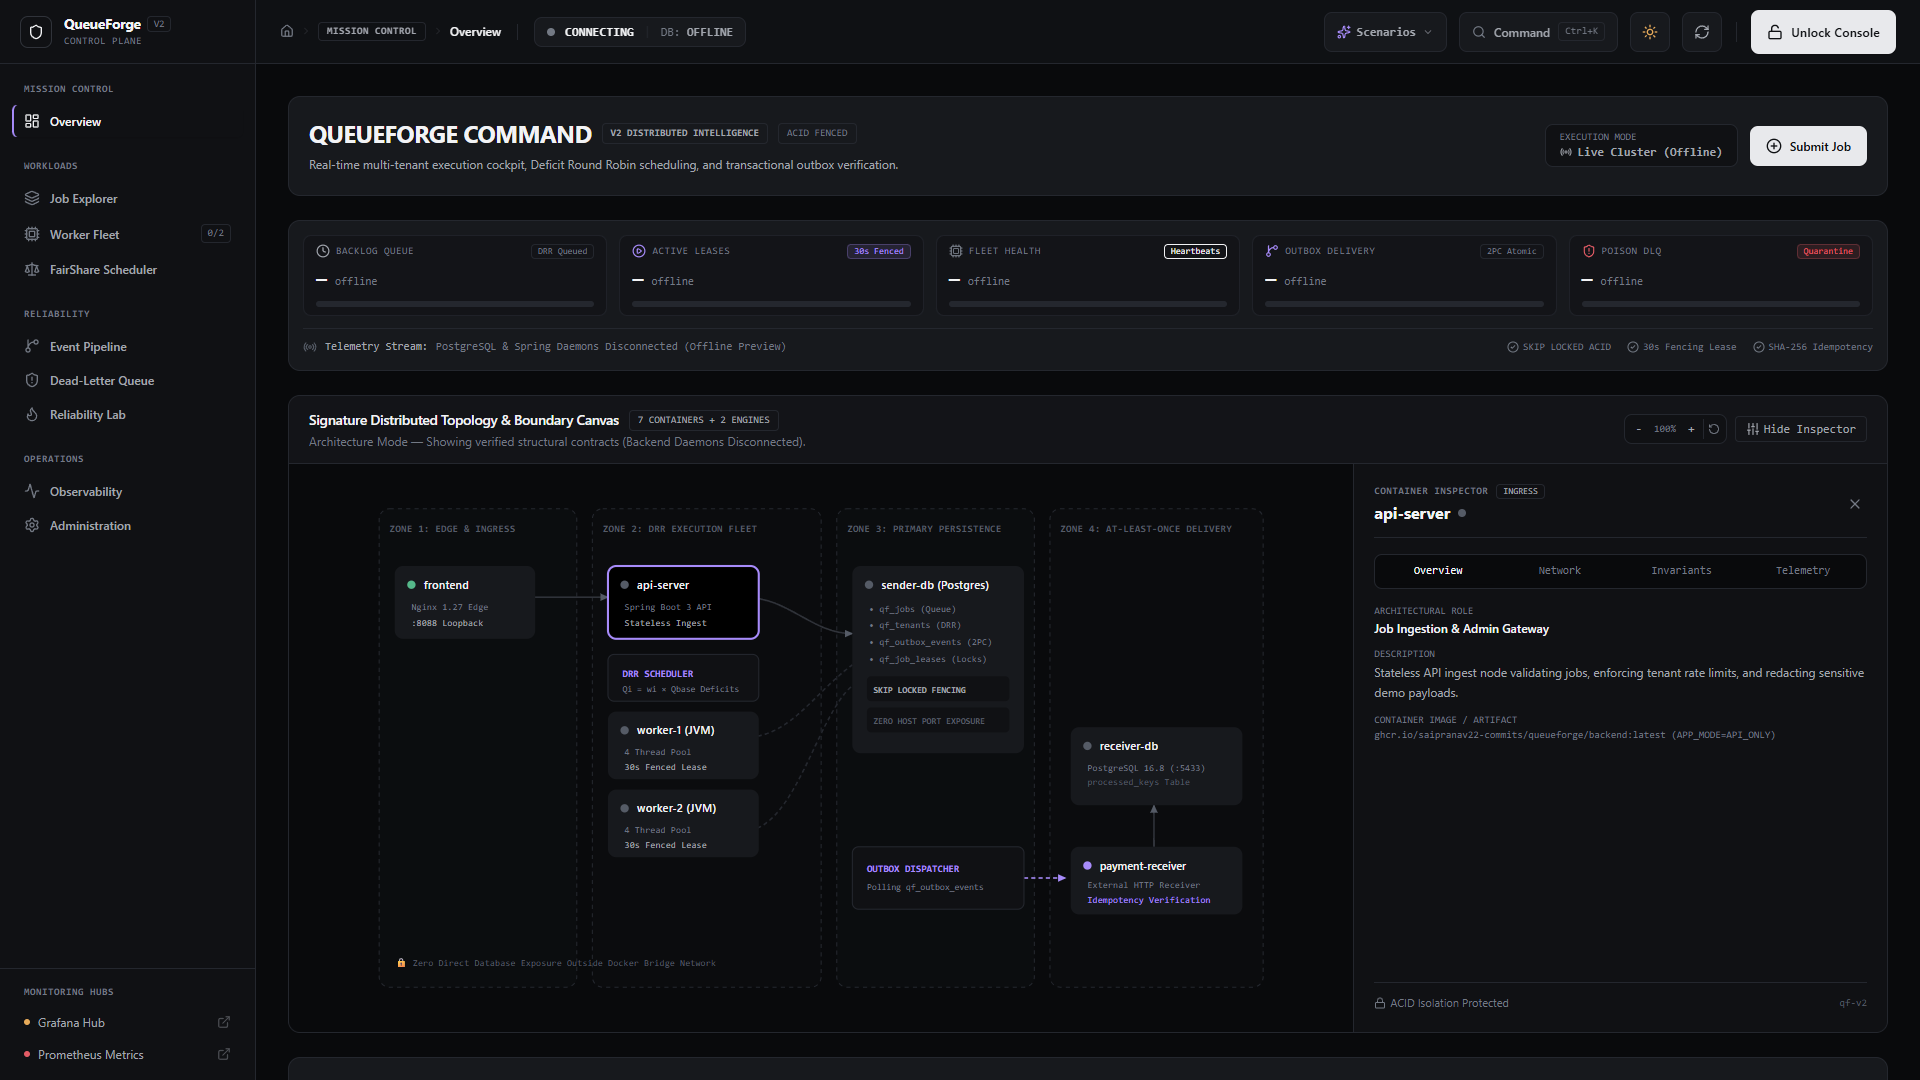 QueueForge V2
CONTROL PLANE
MISSION CONTROL
Overview
WORKLOADS
Job Explorer
Worker Fleet 0/2
FairShare Scheduler
RELIABILITY
Event Pipeline
Dead-Letter Queue
Reliability Lab
OPERATIONS
Observability
Administration
MONITORING HUBS
Grafana Hub
Prometheus Metrics
MISSION CONTROL Overview CONNECTING DB: OFFLINE Scenarios Command Ctrl+K Unlock Console
QUEUEFORGE COMMAND V2 DISTRIBUTED INTELLIGENCE ACID FENCED
Real-time multi-tenant execution cockpit, Deficit Round Robin scheduling, and transactional outbox verification.
EXECUTION MODE
Live Cluster (Offline)
Submit Job
BACKLOG QUEUE DRR Queued
— offline
ACTIVE LEASES 30s Fenced
— offline
FLEET HEALTH Heartbeats
— offline
OUTBOX DELIVERY 2PC Atomic
— offline
POISON DLQ Quarantine
— offline
Telemetry Stream: PostgreSQL & Spring Daemons Disconnected (Offline Preview)
SKIP LOCKED ACID 30s Fencing Lease SHA-256 Idempotency
Signature Distributed Topology & Boundary Canvas 7 CONTAINERS + 2 ENGINES
Architecture Mode — Showing verified structural contracts (Backend Daemons Disconnected).
- 100% + Hide Inspector
ZONE 1: EDGE & INGRESS
frontend
Nginx 1.27 Edge
:8088 Loopback
ZONE 2: DRR EXECUTION FLEET
api-server
Spring Boot 3 API
Stateless Ingest
DRR SCHEDULER
Qi = wi × Qbase Deficits
worker-1 (JVM)
4 Thread Pool
30s Fenced Lease
worker-2 (JVM)
4 Thread Pool
30s Fenced Lease
ZONE 3: PRIMARY PERSISTENCE
sender-db (Postgres)
• qf_jobs (Queue)
• qf_tenants (DRR)
• qf_outbox_events (2PC)
• qf_job_leases (Locks)
SKIP LOCKED FENCING
ZERO HOST PORT EXPOSURE
OUTBOX DISPATCHER
Polling qf_outbox_events
ZONE 4: AT-LEAST-ONCE DELIVERY
receiver-db
PostgreSQL 16.8 (:5433)
processed_keys Table
payment-receiver
External HTTP Receiver
Idempotency Verification
Zero Direct Database Exposure Outside Docker Bridge Network
CONTAINER INSPECTOR INGRESS
api-server
Overview Network Invariants Telemetry
ARCHITECTURAL ROLE
Job Ingestion & Admin Gateway
DESCRIPTION
Stateless API ingest node validating jobs, enforcing tenant rate limits, and redacting sensitive
demo payloads.
CONTAINER IMAGE / ARTIFACT
ghcr.io/saipranav22-commits/queueforge/backend:latest (APP_MODE=API_ONLY)
ACID Isolation Protected qf-v2